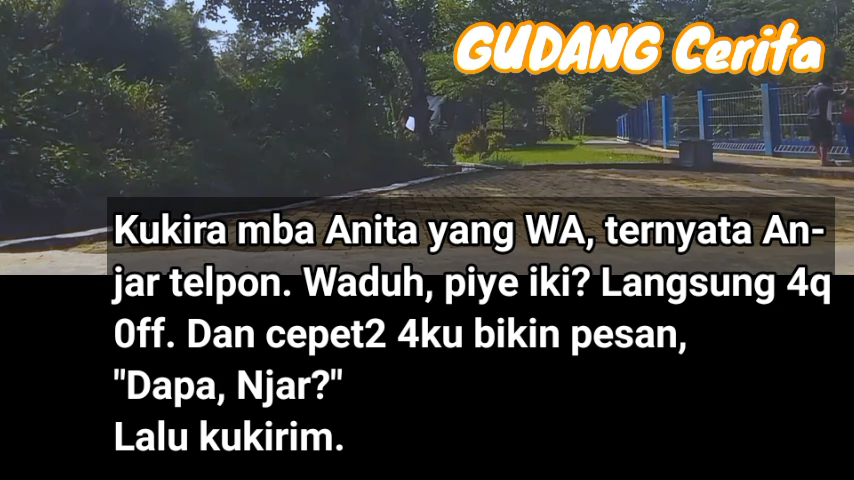 GUDANG Cerita
Kukira mba Anita yang WA, ternyata An-
jar telpon. Waduh, piye iki? Langsung 4q
0ff. Dan cepet2 4ku bikin pesan,
"Dapa, Njar?"
Lalu kukirim.